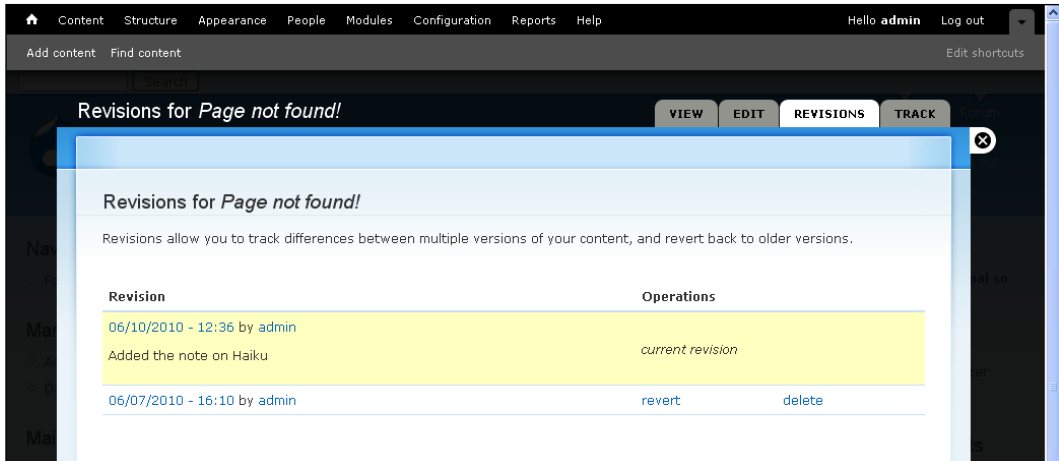 Content Structure Appearance People Modules Configuration Reports Help Hello admin Log out
Add content Find content Edit shortcuts
Search
Revisions for Page not found! VIEW EDIT REVISIONS TRACK Forum
Revisions for Page not found!
Revisions allow you to track differences between multiple versions of your content, and revert back to older versions.
Revision Operations
06/10/2010 - 12:36 by admin
Added the note on Haiku
current revision
06/07/2010 - 16:10 by admin revert delete